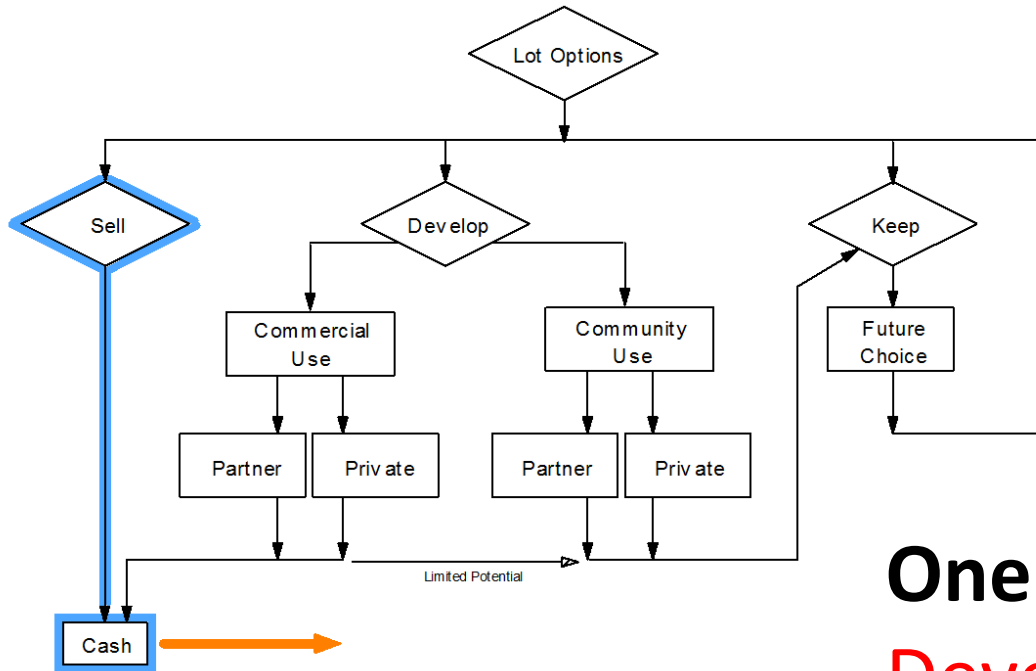 Lot Options
Sell
Develop
Keep
Commercial
Use
Community
Use
Future
Choice
Partner
Private
Partner
Private
Limited Potential
One
Cash